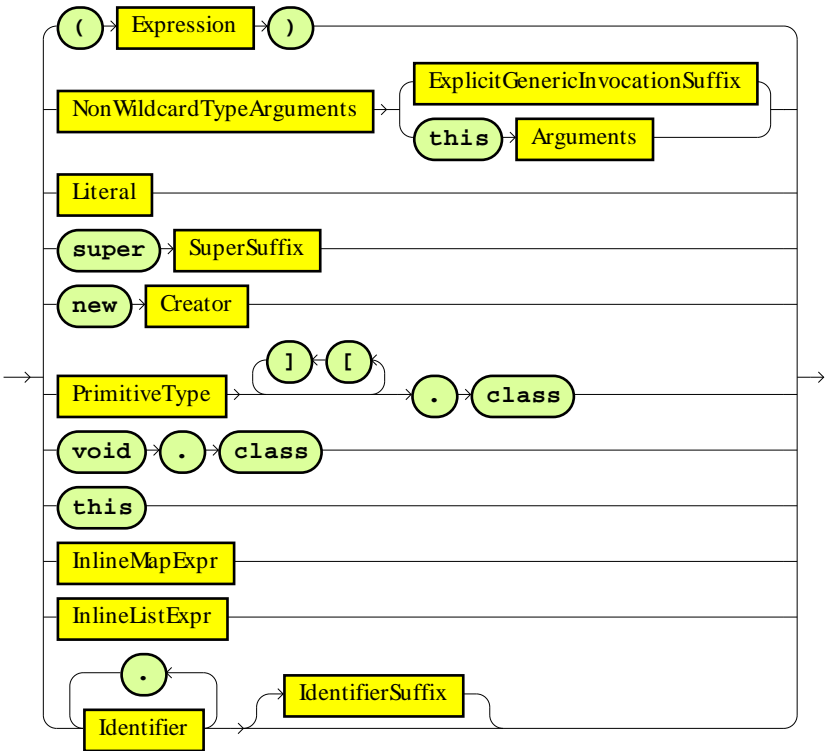 ( Expression )
ExplicitGenericInvocationSuffix
NonWildcardTypeArguments
this Arguments
Literal
super SuperSuffix
new Creator
] [
PrimitiveType . class
void . class
this
InlineMapExpr
InlineListExpr
.
IdentifierSuffix
Identifier